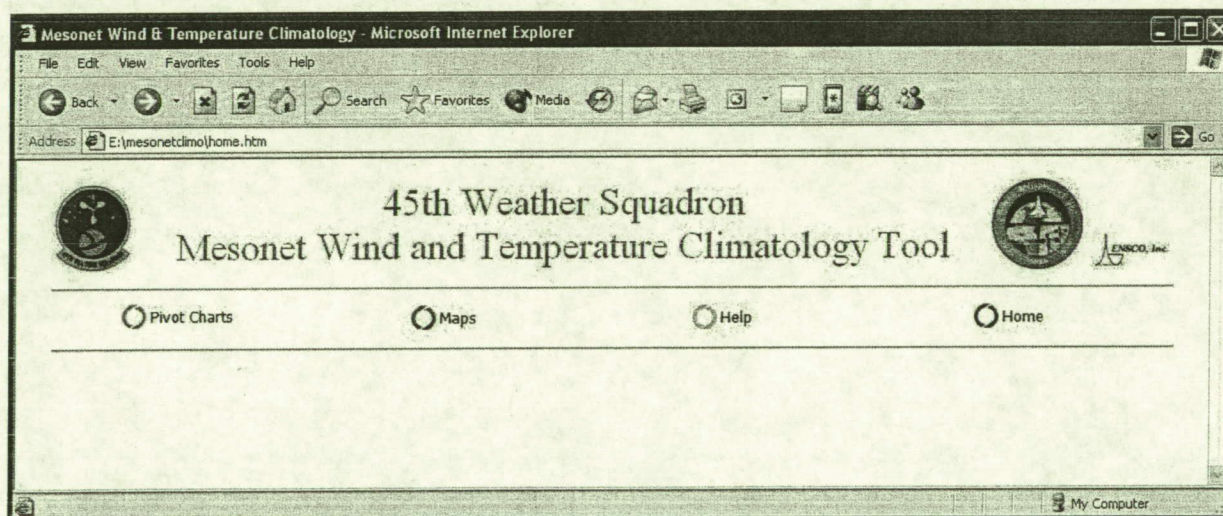 Mesonet Wind & Temperature Climatology - Microsoft Internet Explorer
File Edit View Favorites Tools Help
Back Search Favorites Media
Address E:\mesonetclimo\home.htm Go
45th Weather Squadron
Mesonet Wind and Temperature Climatology Tool
ENSCO, Inc.
Pivot Charts Maps Help Home
My Computer